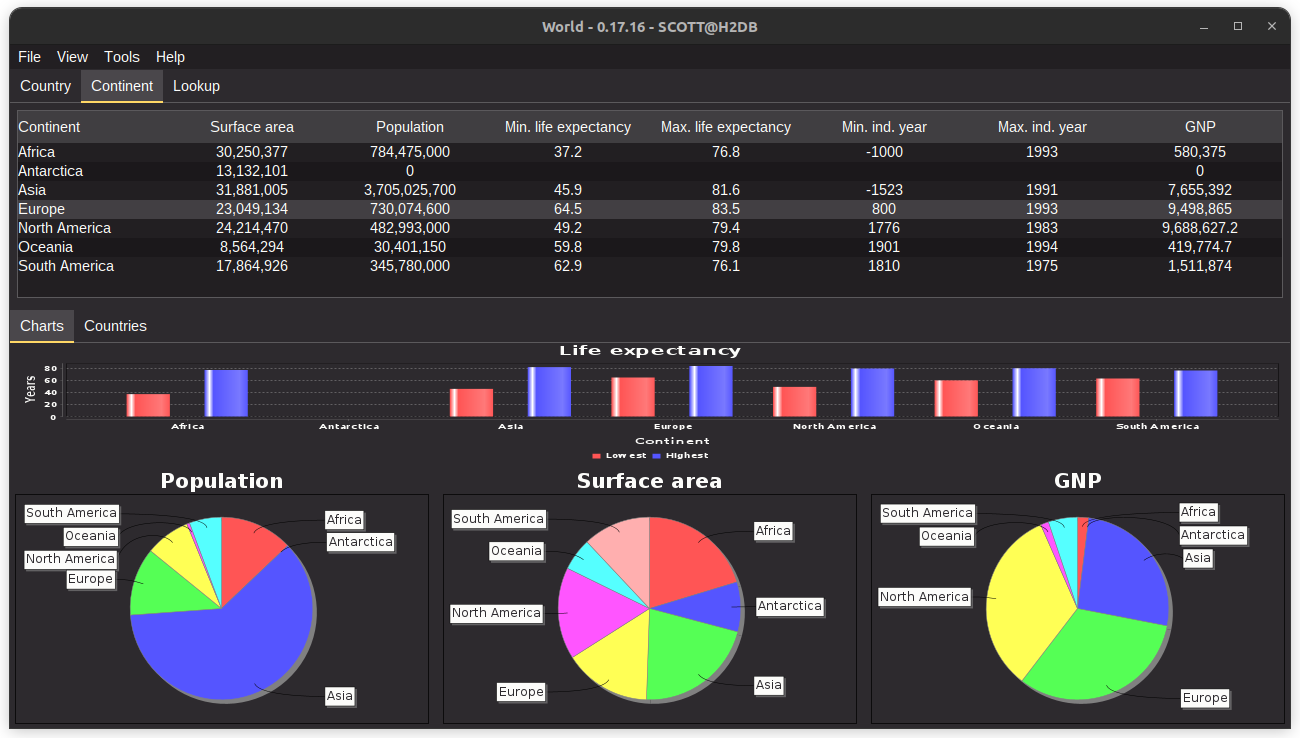 World - 0.17.16 - SCOTT@H2DB
File View Tools Help
Country Continent Lookup
Continent Surface area Population Min. life expectancy Max. life expectancy Min. ind. year Max. ind. year GNP
Africa 30,250,377 784,475,000 37.2 76.8 -1000 1993 580,375
Antarctica 13,132,101 0 0
Asia 31,881,005 3,705,025,700 45.9 81.6 -1523 1991 7,655,392
Europe 23,049,134 730,074,600 64.5 83.5 800 1993 9,498,865
North America 24,214,470 482,993,000 49.2 79.4 1776 1983 9,688,627.2
Oceania 8,564,294 30,401,150 59.8 79.8 1901 1994 419,774.7
South America 17,864,926 345,780,000 62.9 76.1 1810 1975 1,511,874
Charts Countries
Life expectancy
Years
80
60
40
20
0
Africa Antarctica Asia Europe North America Oceania South America
Continent
Lowest Highest
Population
South America
Oceania
North America
Europe
Africa
Antarctica
Asia
Surface area
South America
Oceania
North America
Europe
Africa
Antarctica
Asia
GNP
South America
Oceania
North America
Africa
Antarctica
Asia
Europe